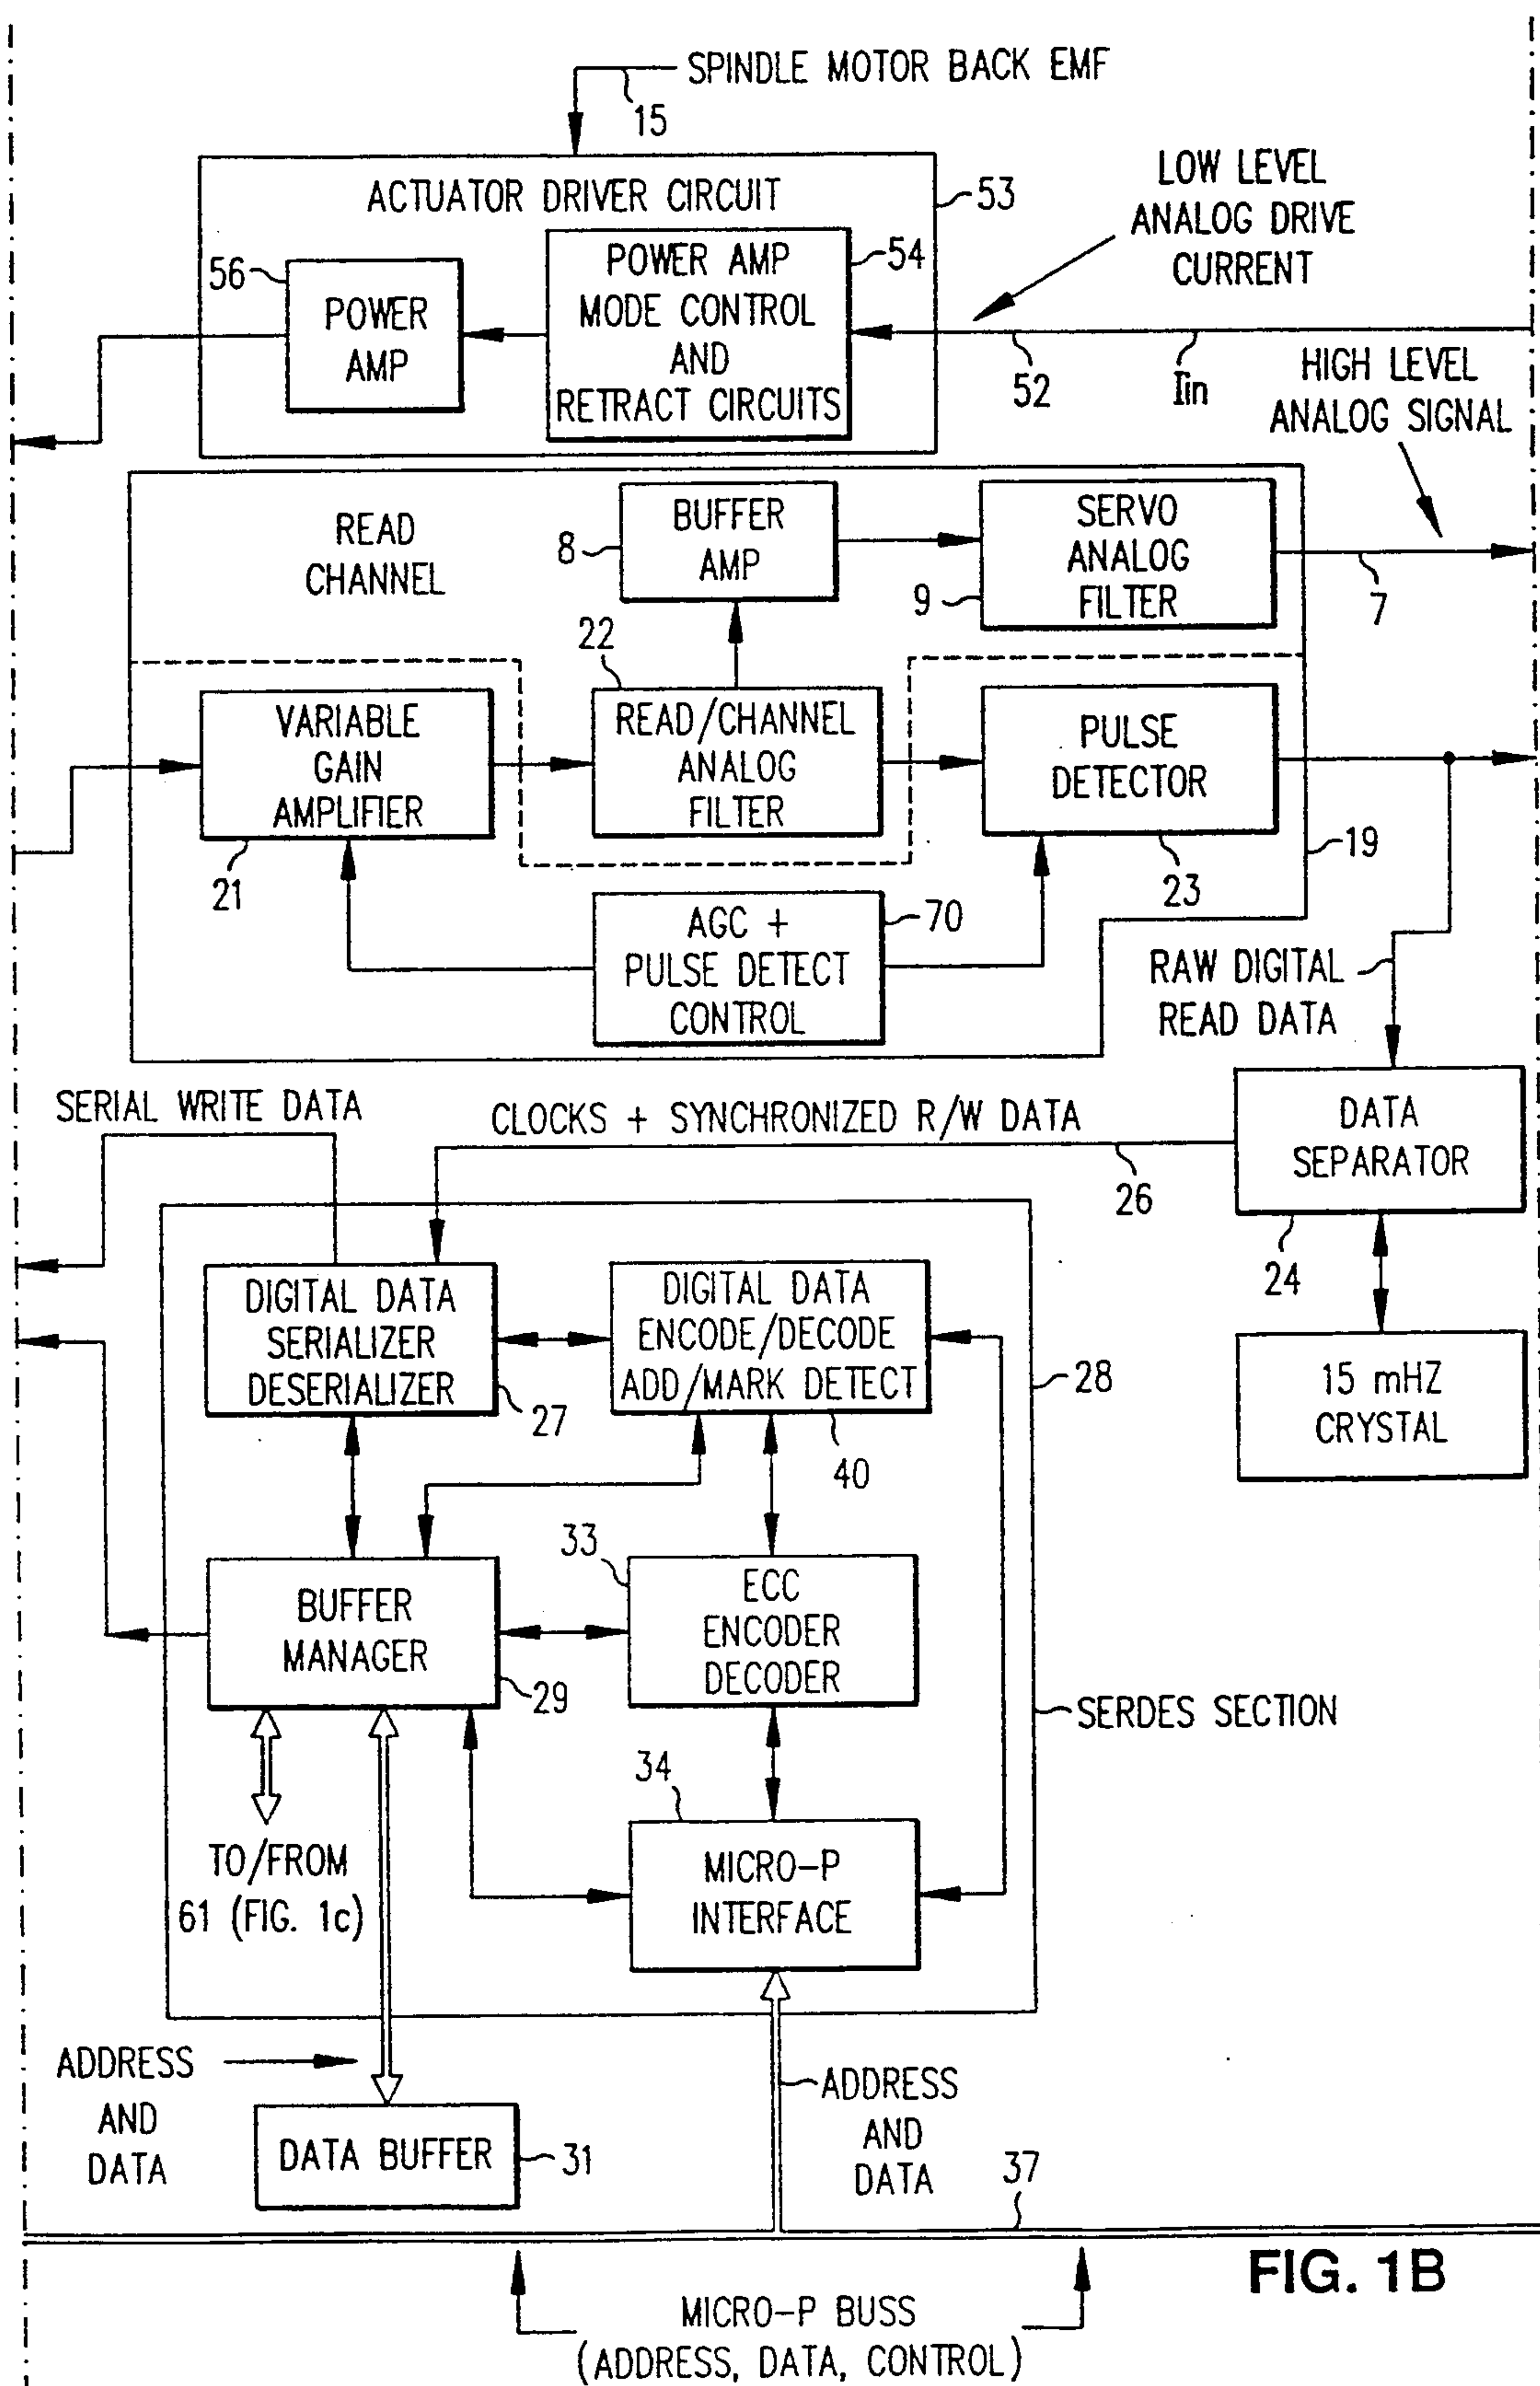 SPINDLE MOTOR BACK EMF
15
ACTUATOR DRIVER CIRCUIT
53
LOW LEVEL
ANALOG DRIVE
CURRENT
56
POWER
AMP
POWER AMP
MODE CONTROL
AND
RETRACT CIRCUITS
54
52
Iin
HIGH LEVEL
ANALOG SIGNAL
READ
CHANNEL
8
BUFFER
AMP
SERVO
ANALOG
FILTER
9
7
22
VARIABLE
GAIN
AMPLIFIER
21
READ/CHANNEL
ANALOG
FILTER
PULSE
DETECTOR
23
19
AGC +
PULSE DETECT
CONTROL
70
RAW DIGITAL
READ DATA
SERIAL WRITE DATA
CLOCKS + SYNCHRONIZED R/W DATA
26
DATA
SEPARATOR
24
15 mHZ
CRYSTAL
DIGITAL DATA
SERIALIZER
DESERIALIZER
27
DIGITAL DATA
ENCODE/DECODE
ADD/MARK DETECT
40
28
33
BUFFER
MANAGER
29
ECC
ENCODER
DECODER
SERDES SECTION
34
TO/FROM
61 (FIG. 1c)
MICRO-P
INTERFACE
ADDRESS
AND
DATA
DATA BUFFER
31
ADDRESS
AND
DATA
37
FIG. 1B
MICRO-P BUSS
(ADDRESS, DATA, CONTROL)